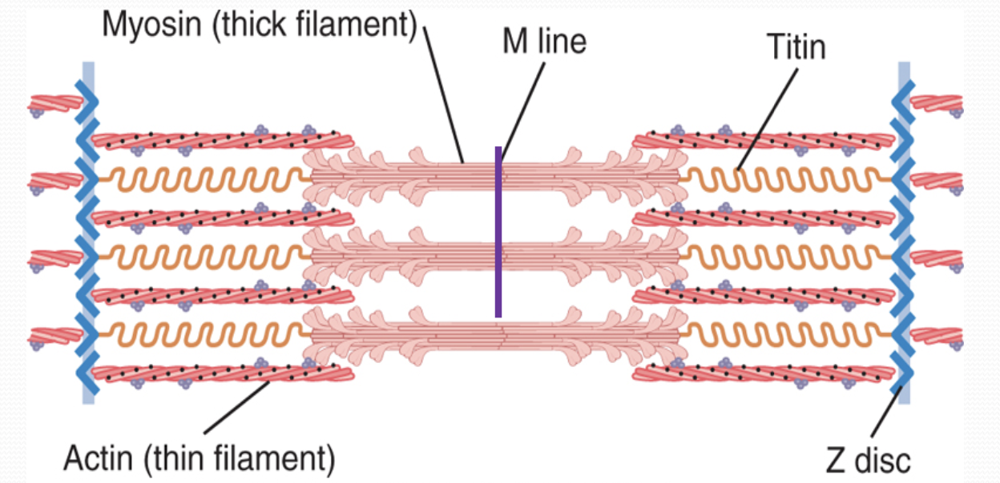 Myosin (thick filament)
M line
Titin
Actin (thin filament)
Z disc